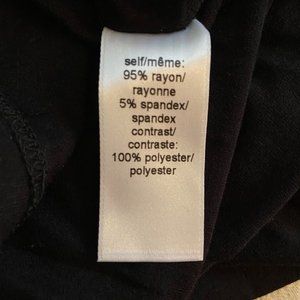 self/même:
95% rayon/
rayonne
5% spandex/
spandex
contrast/
contraste:
100% polyester/
polyester